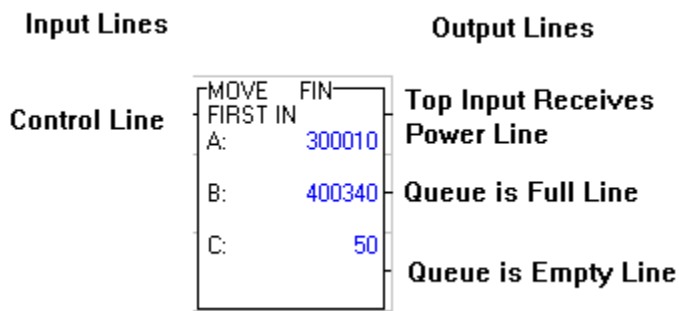 Input Lines
Output Lines
Control Line
MOVE FIN
FIRST IN
A: 300010
B: 400340
C: 50
Top Input Receives
Power Line
Queue is Full Line
Queue is Empty Line